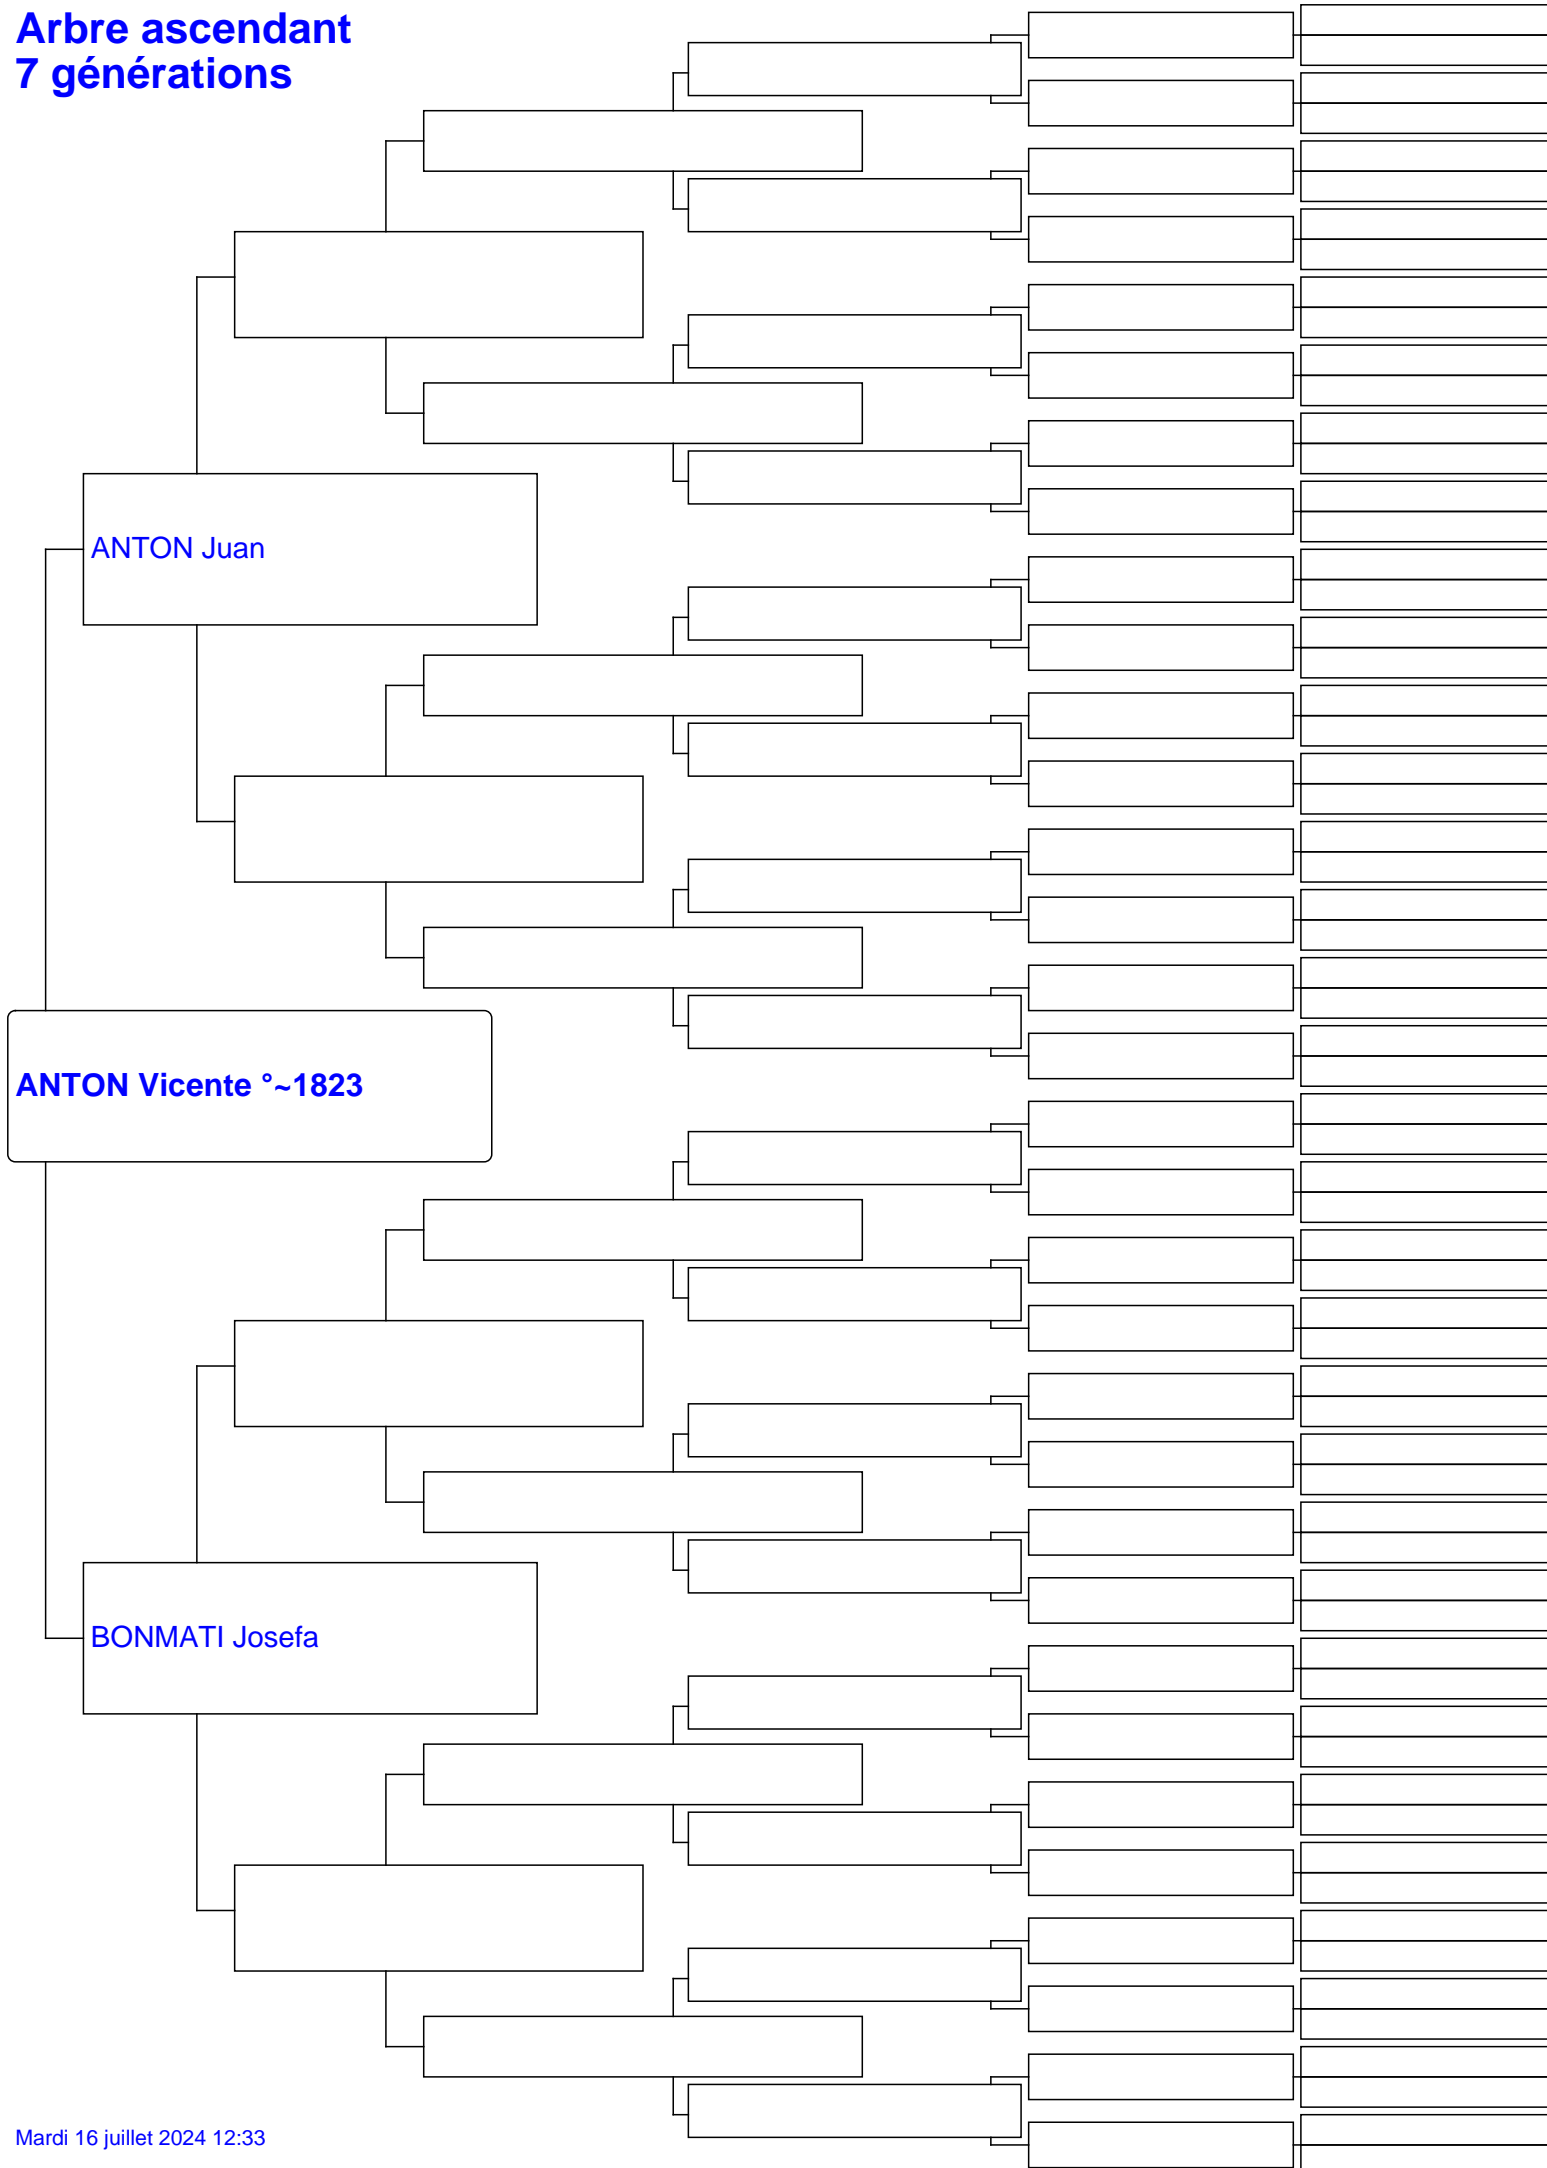 Arbre ascendant
7 générations
ANTON Juan
ANTON Vicente °~1823
BONMATI Josefa
Mardi 16 juillet 2024 12:33